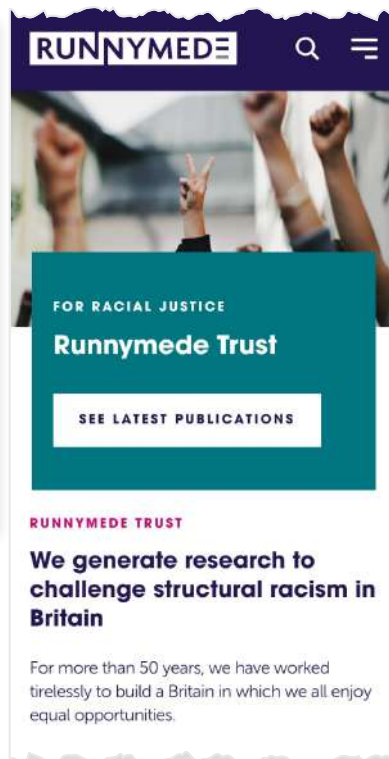 RUNNYMEDE
FOR RACIAL JUSTICE
Runnymede Trust
SEE LATEST PUBLICATIONS
RUNNYMEDE TRUST
We generate research to
challenge structural racism in
Britain
For more than 50 years, we have worked
tirelessly to build a Britain in which we all enjoy
equal opportunities.